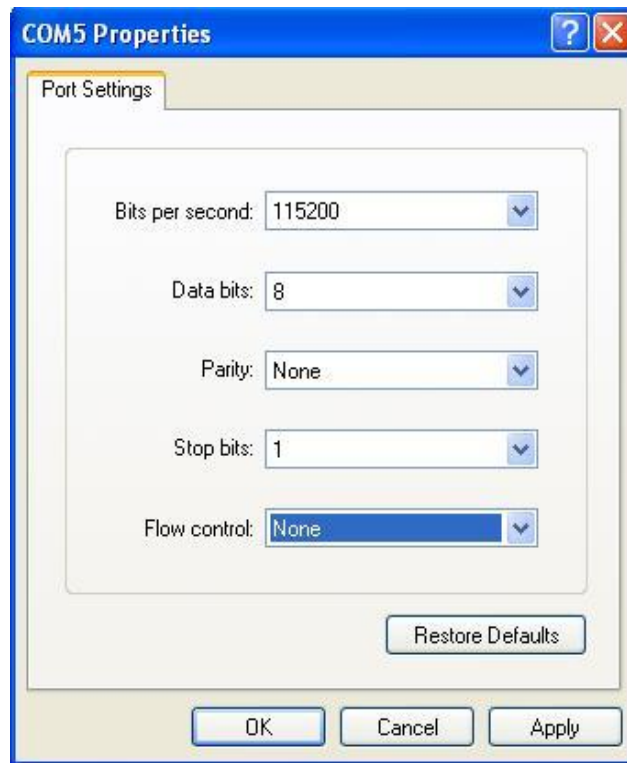 COM5 Properties
Port Settings
Bits per second: 115200
Data bits: 8
Parity: None
Stop bits: 1
Flow control: None
Restore Defaults
OK Cancel Apply